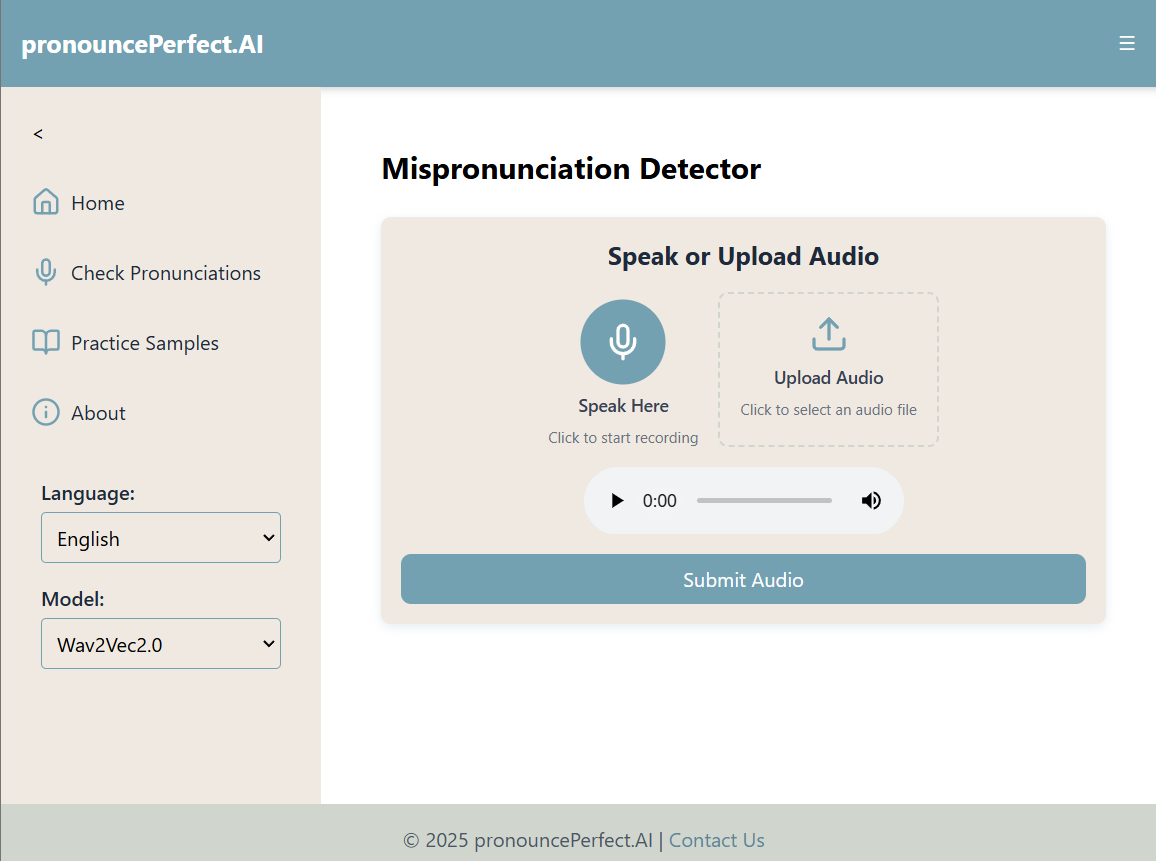 pronouncePerfect.AI
<
Home
Check Pronunciations
Practice Samples
About
Language:
English
Model:
Wav2Vec2.0
Mispronunciation Detector
Speak or Upload Audio
Speak Here
Click to start recording
Upload Audio
Click to select an audio file
0:00
Submit Audio
© 2025 pronouncePerfect.AI | Contact Us